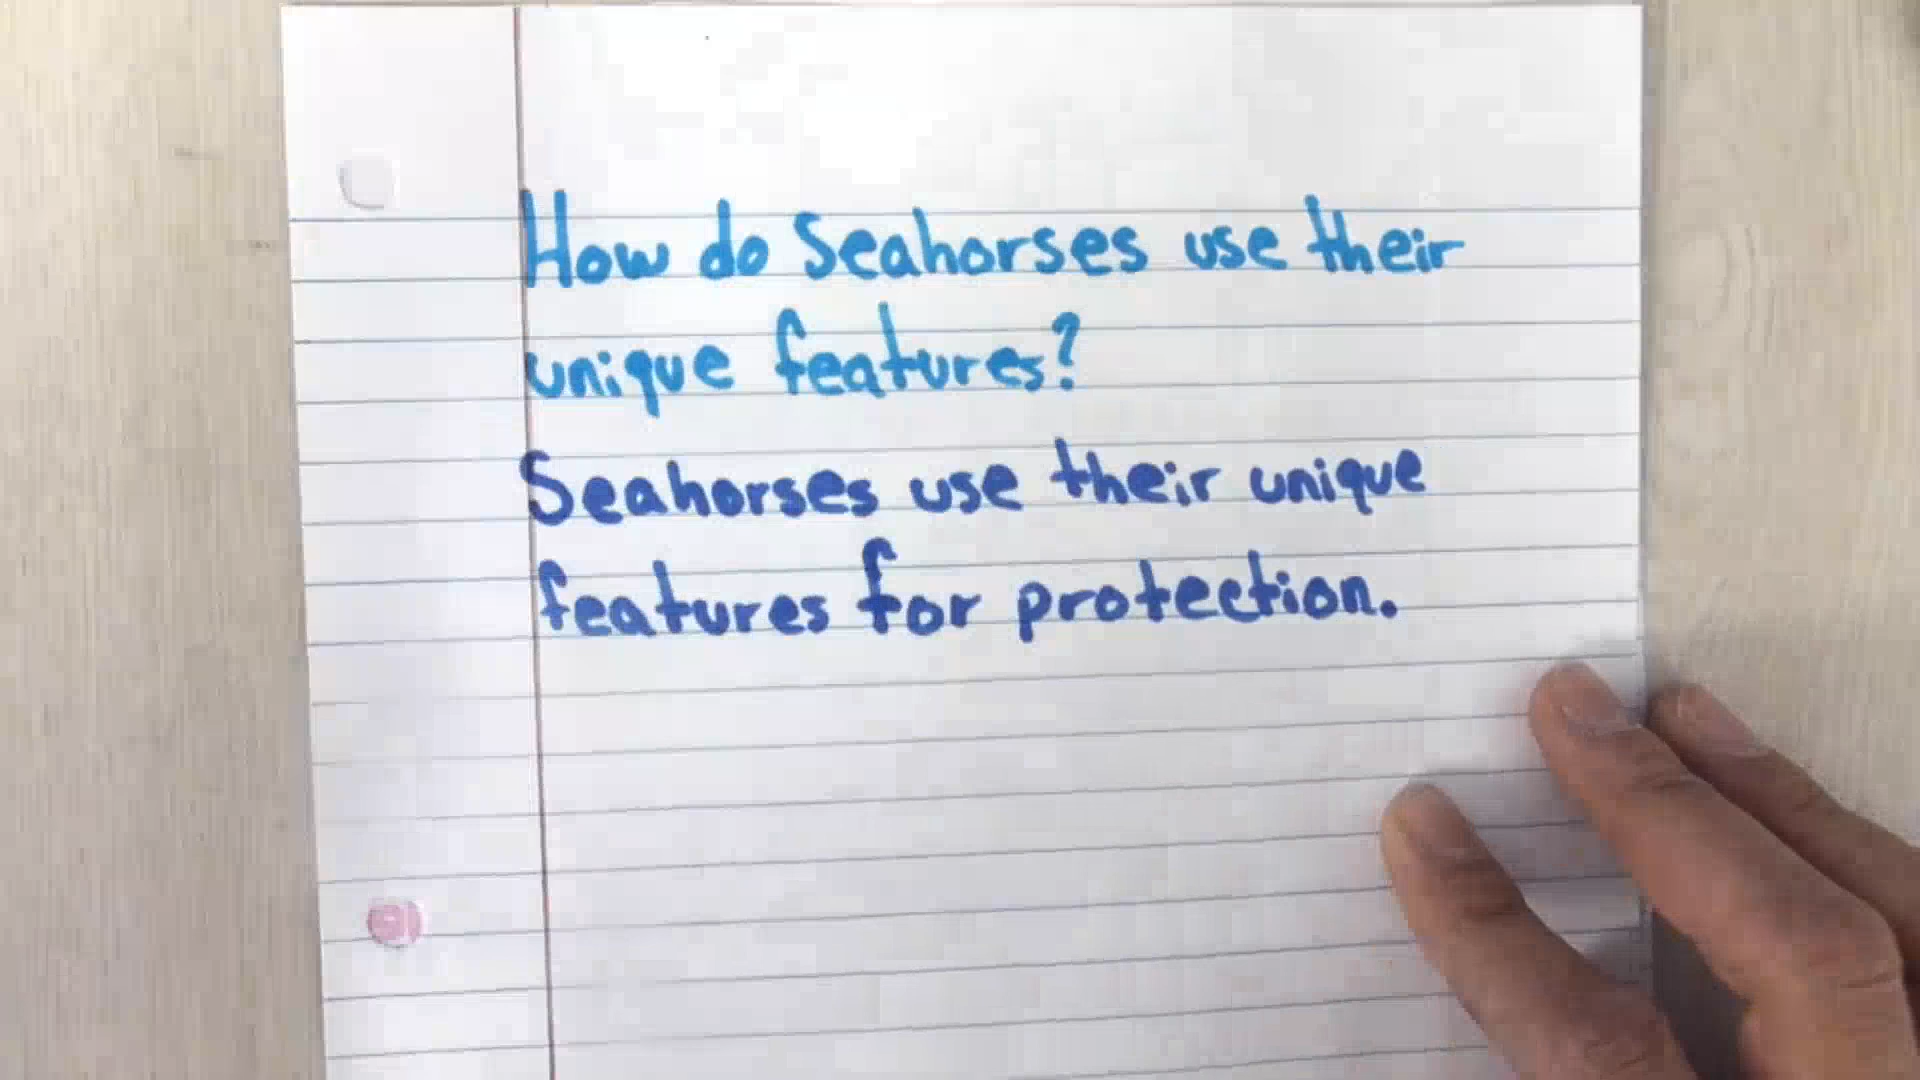 How do Seahorses use their
unique features?
Seahorses use their unique
features for protection.